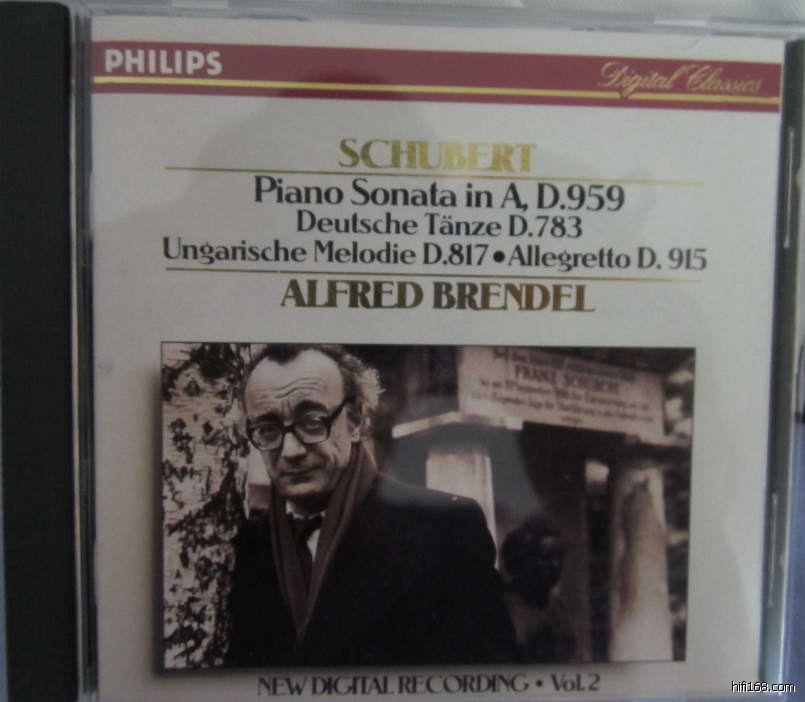 PHILIPS
Digital Classics
SCHUBERT
Piano Sonata in A, D.959
Deutsche Tänze D.783
Ungarische Melodie D.817 • Allegretto D. 915
ALFRED BRENDEL
FRANZ SCHUBERT
NEW DIGITAL RECORDING • Vol. 2
hifi168.com